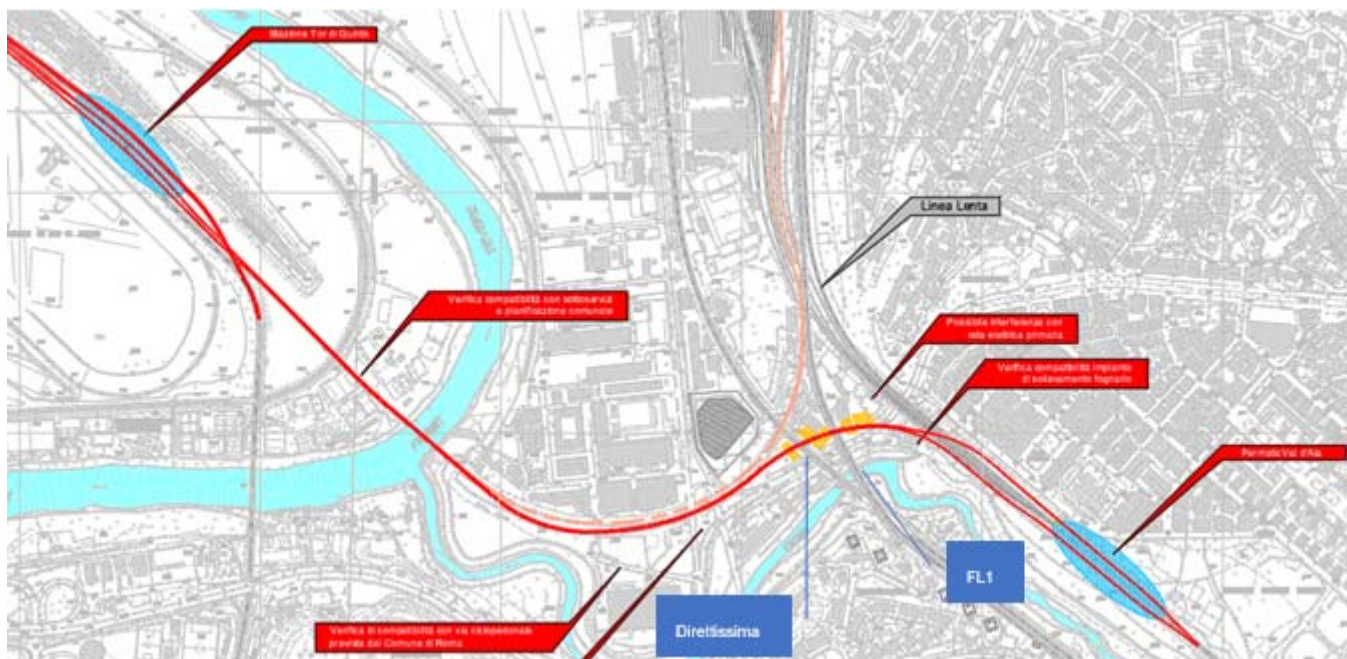 Stazione Tor di Quinto
Linea Lenta
Verifica compatibilità con sottoservizi
e pianificazione comunale
Possibile interferenza con
rete elettrica primaria
Verifica compatibilità impianto
di sollevamento fognario
Fermata Val d'Ala
FL1
Direttissima
Verifica di compatibilità con via complanare
prevista dal Comune di Roma